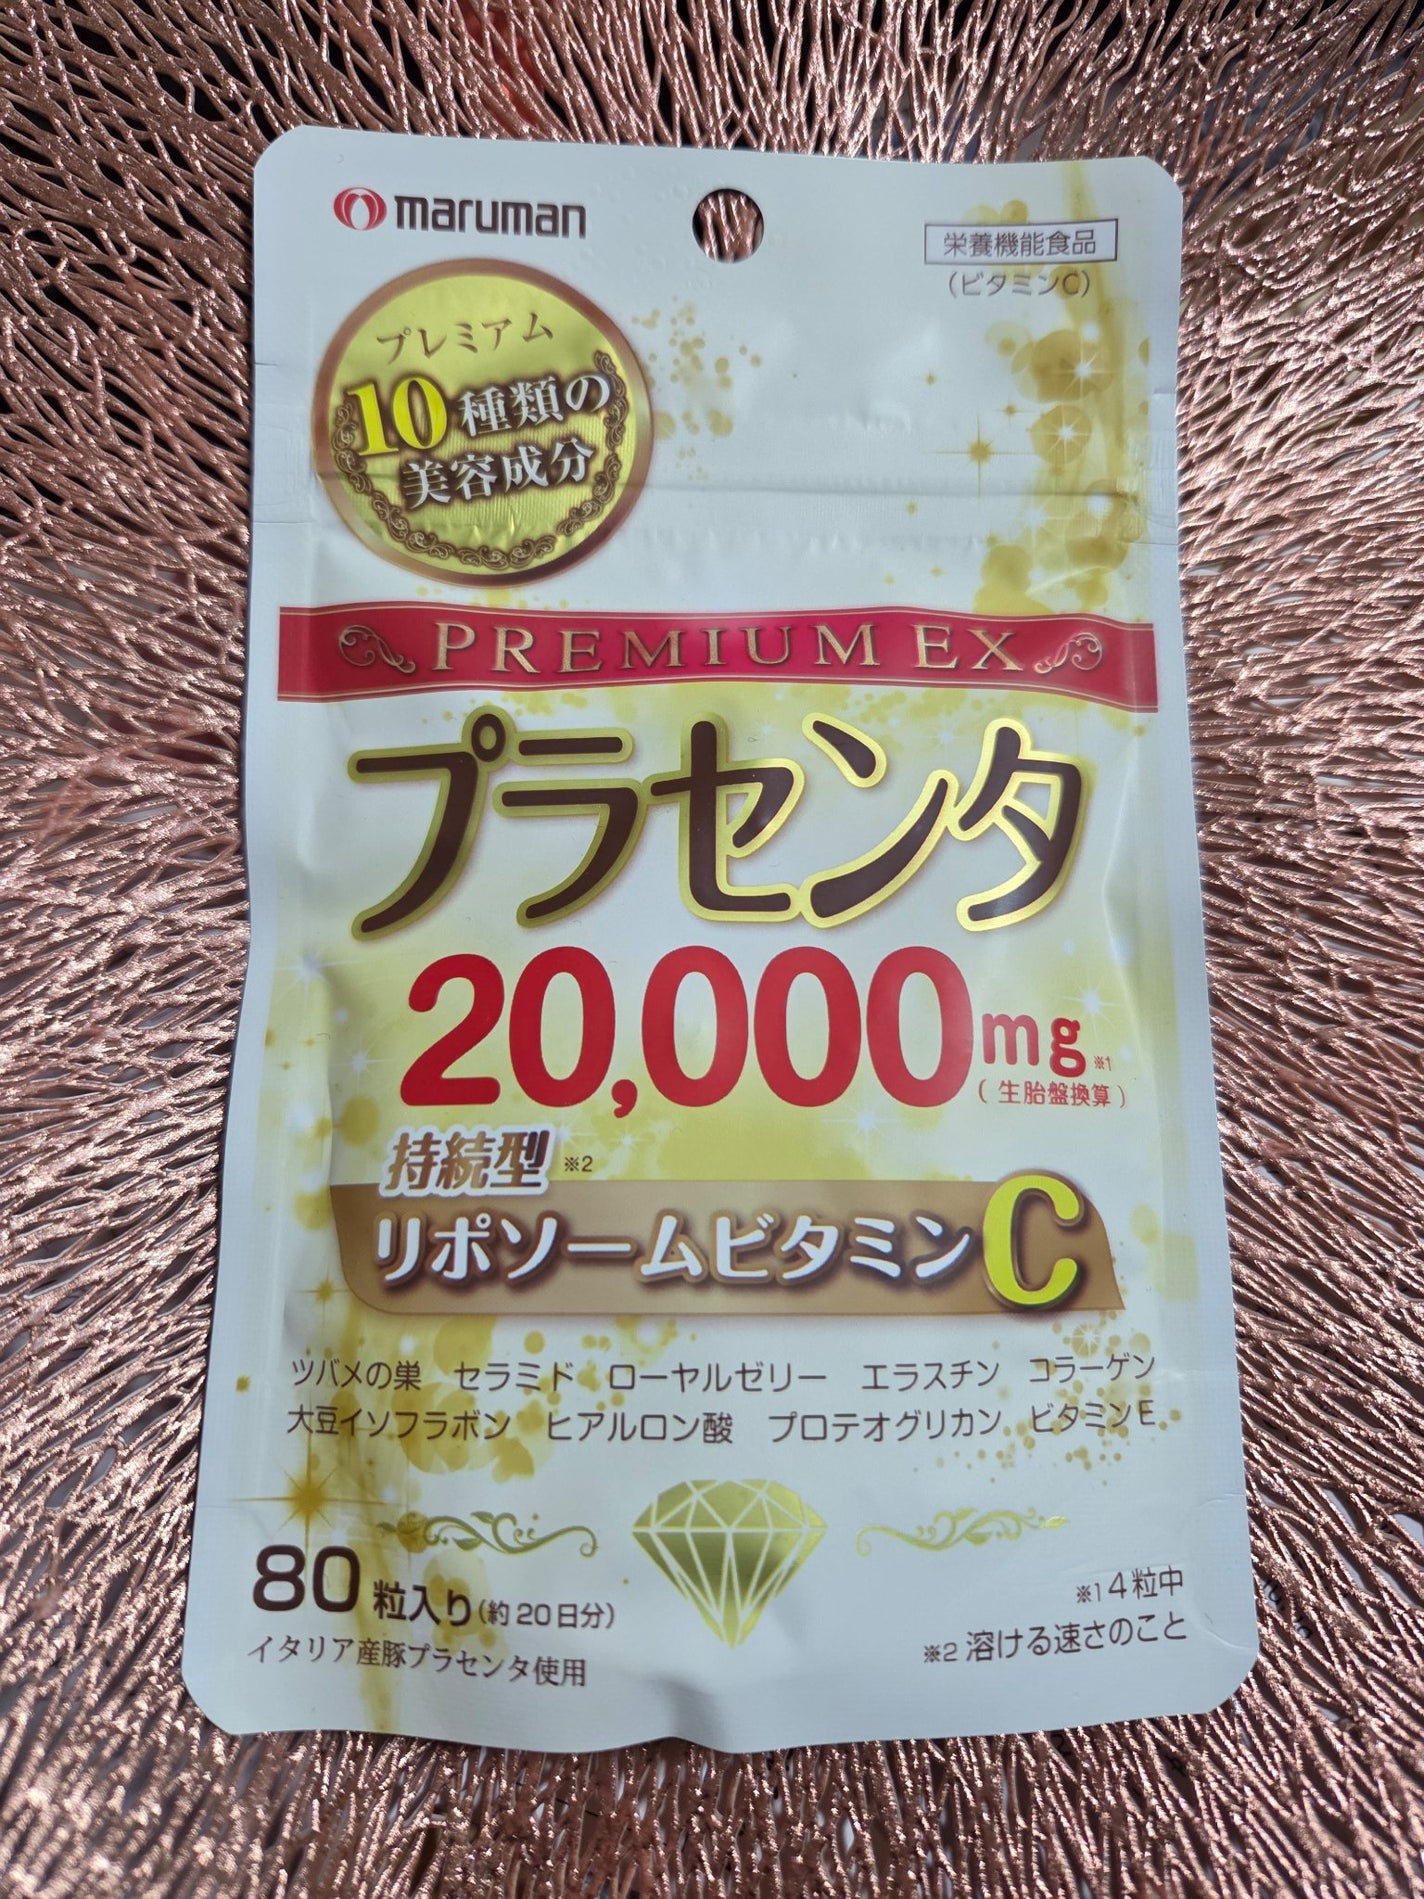 maruman
栄養機能食品
(ビタミンC)
プレミアム
10種類の
美容成分
PREMIUM EX
プラセンタ
20,000mg※1
(生胎盤換算)
持続型 ※2
リポソームビタミンC
ツバメの巣 セラミド ローヤルゼリー エラスチン コラーゲン
大豆イソフラボン ヒアルロン酸 プロテオグリカン ビタミンE
80粒入り(約20日分)
イタリア産豚プラセンタ使用
※1 4粒中
※2 溶ける速さのこと